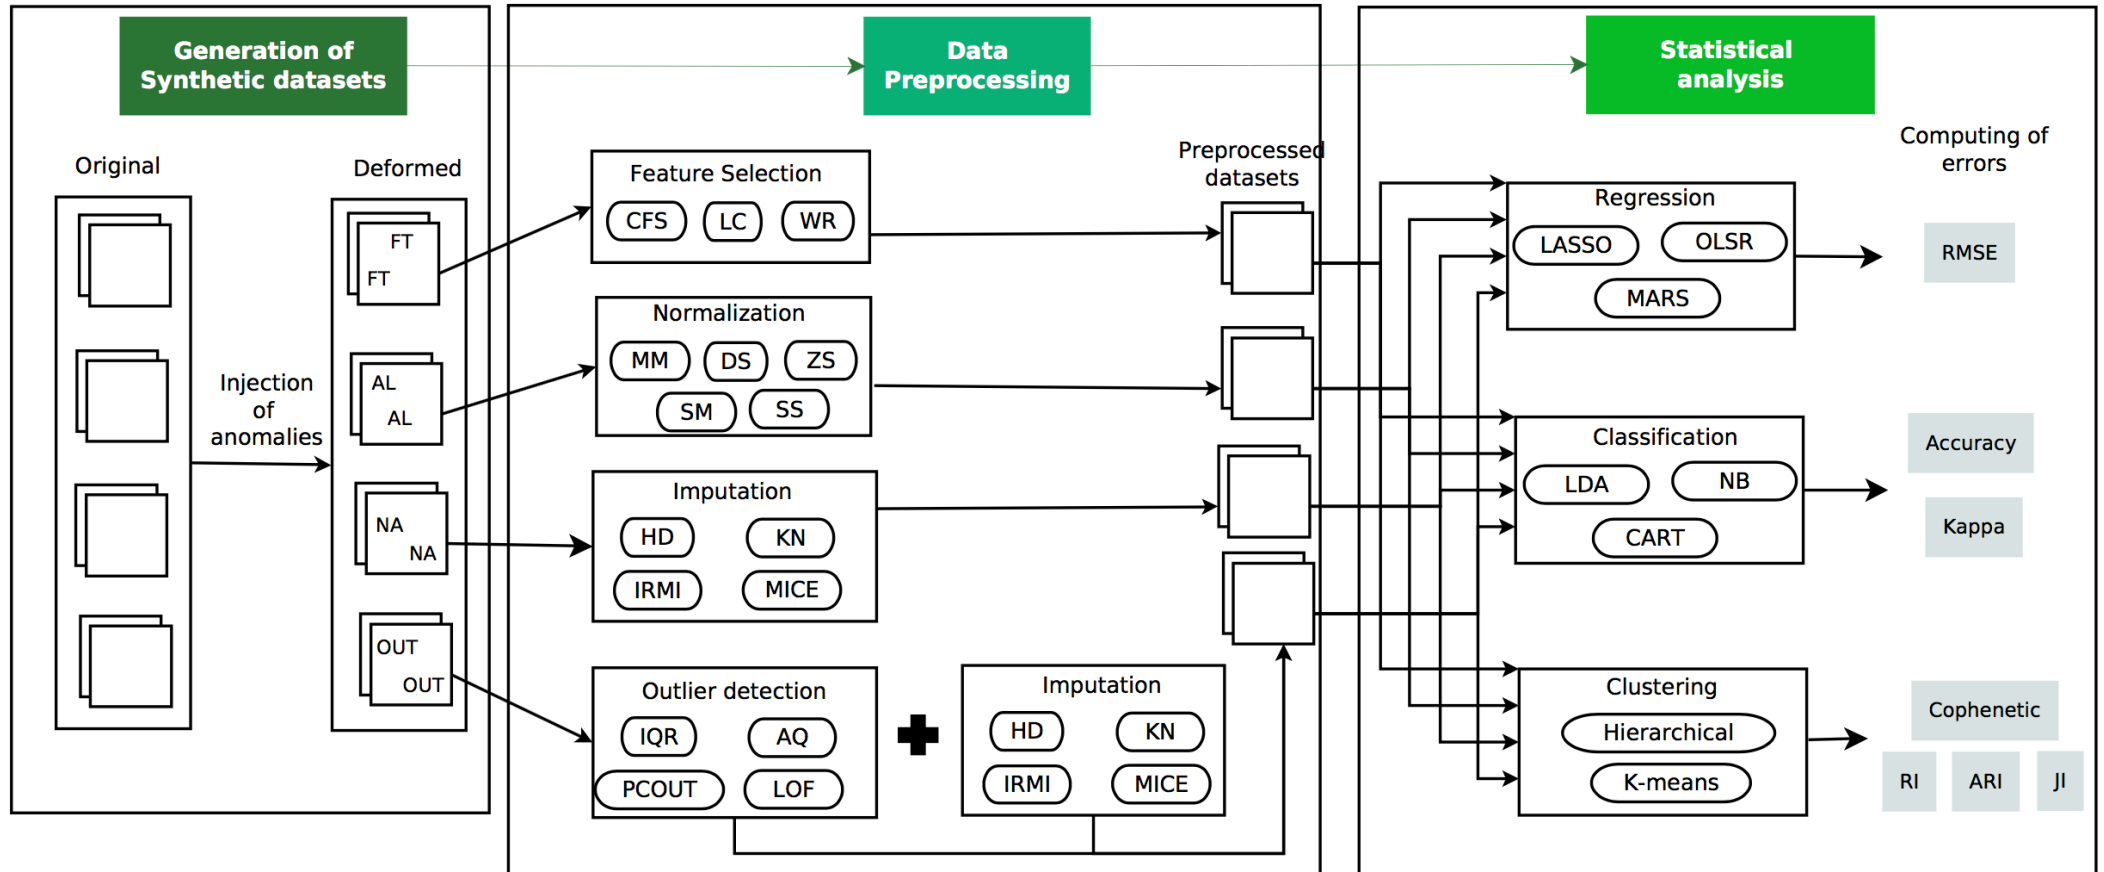 Generation of
Synthetic datasets
Data
Preprocessing
Statistical
analysis
Original
Deformed
FT
FT
AL
AL
Injection
of
anomalies
NA
NA
OUT
OUT
Feature Selection
CFS LC WR
Normalization
MM DS ZS
SM SS
Imputation
HD KN
IRMI MICE
Outlier detection
IQR AQ
PCOUT LOF
Imputation
HD KN
IRMI MICE
Preprocessed
datasets
Regression
LASSO OLSR
MARS
Classification
LDA NB
CART
Clustering
Hierarchical
K-means
Computing of
errors
RMSE
Accuracy
Kappa
Cophenetic
RI ARI JI